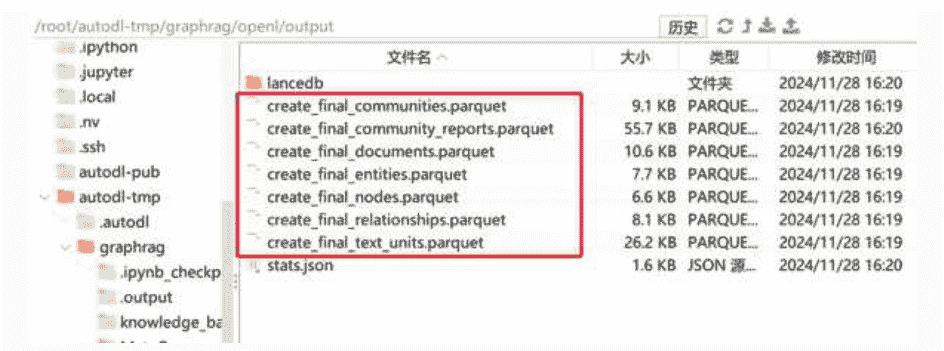 /root/autodl-tmp/graphrag/openl/output 历史
.ipython
.jupyter
.local
.nv
.ssh
autodl-pub
autodl-tmp
.autodl
graphrag
.ipynb_checkp
.output
knowledge_ba
文件名 大小 类型 修改时间
lancedb 文件夹 2024/11/28 16:20
create_final_communities.parquet 9.1 KB PARQUE... 2024/11/28 16:19
create_final_community_reports.parquet 55.7 KB PARQUE... 2024/11/28 16:20
create_final_documents.parquet 10.6 KB PARQUE... 2024/11/28 16:19
create_final_entities.parquet 7.7 KB PARQUE... 2024/11/28 16:19
create_final_nodes.parquet 6.6 KB PARQUE... 2024/11/28 16:19
create_final_relationships.parquet 8.1 KB PARQUE... 2024/11/28 16:19
create_final_text_units.parquet 26.2 KB PARQUE... 2024/11/28 16:19
stats.json 1.6 KB JSON 源... 2024/11/28 16:20